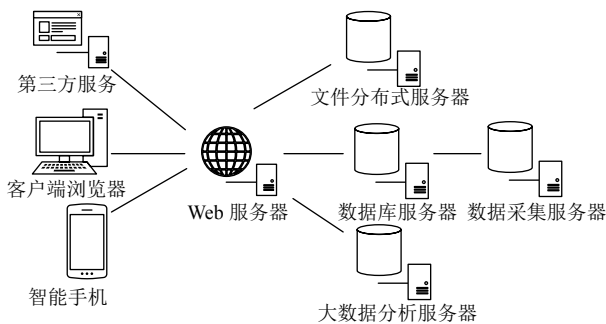 第三方服务
文件分布式服务器
客户端浏览器
Web 服务器
数据库服务器
数据采集服务器
智能手机
大数据分析服务器